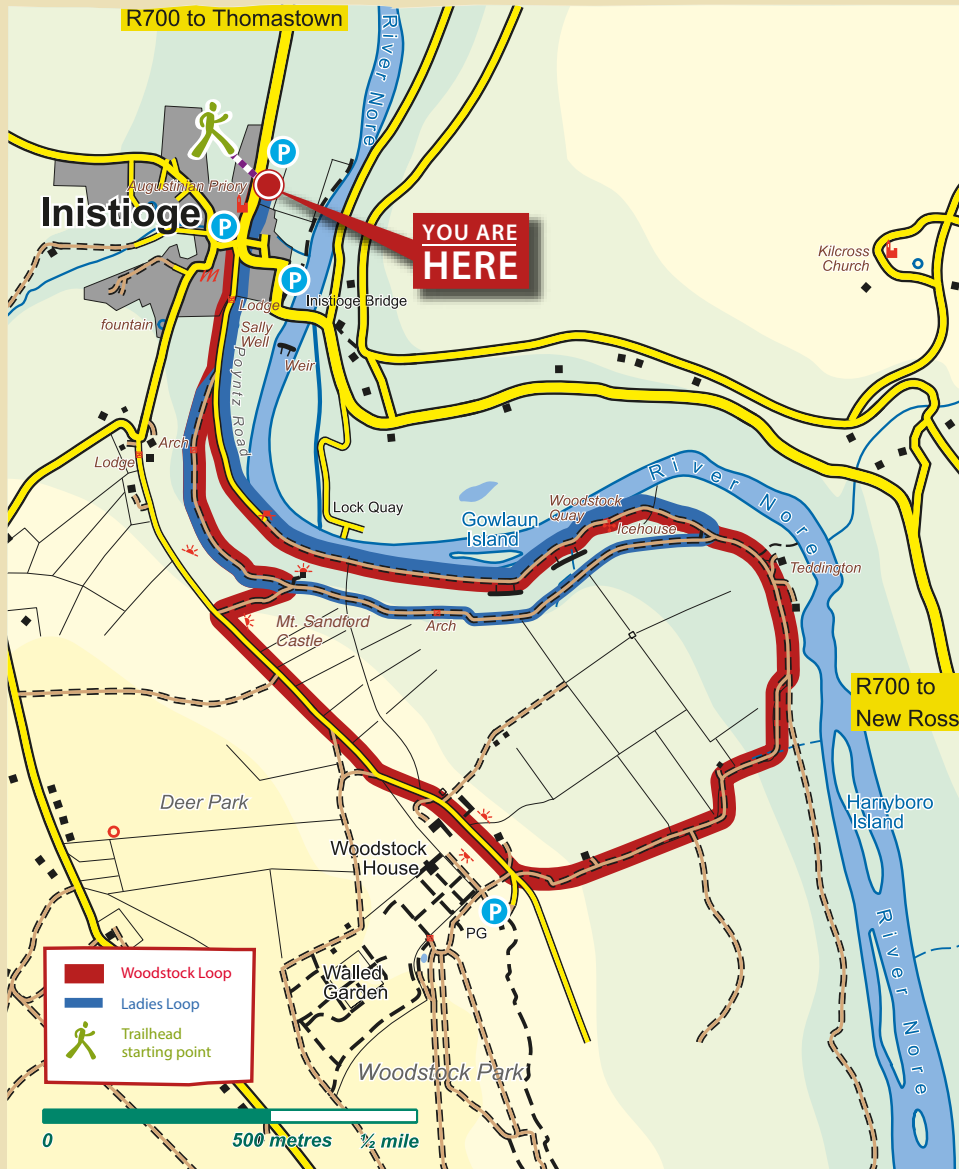 R700 to Thomastown
River Nore
P
Augustinian Priory
Inistioge
P
YOU ARE
HERE
Kilcross
Church
P
Inistioge Bridge
m
Lodge
fountain
Sally
Well
Weir
Poyntz Road
Arch
Lodge
River Nore
Lock Quay
Woodstock
Quay
Gowlaun
Island
Icehouse
Teddington
Mt. Sandford
Castle
Arch
R700 to
New Ross
Deer Park
Harryboro
Island
Woodstock
House
P
PG
River Nore
Walled
Garden
Woodstock Park
Woodstock Loop
Ladies Loop
Trailhead
starting point
0
500 metres
½ mile